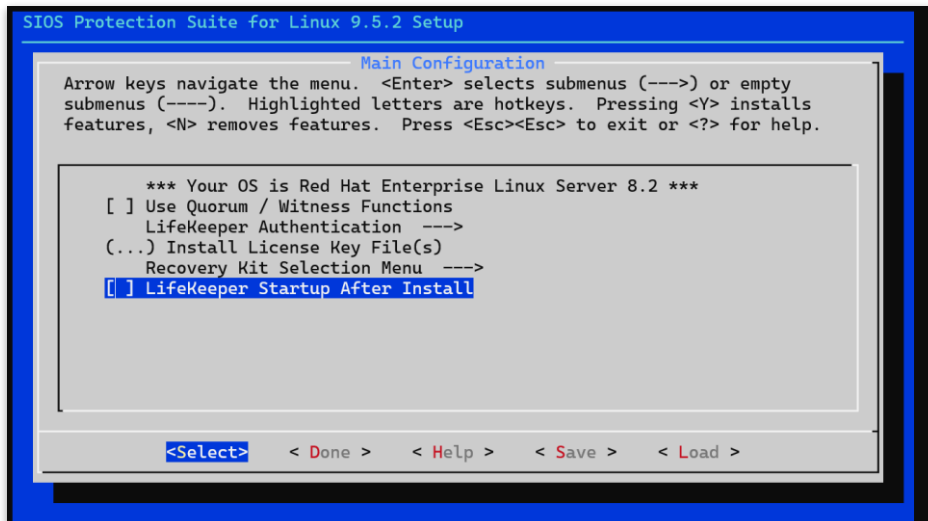 SIOS Protection Suite for Linux 9.5.2 Setup
Main Configuration
Arrow keys navigate the menu.  <Enter> selects submenus (--->) or empty
submenus (----).  Highlighted letters are hotkeys.  Pressing <Y> installs
features, <N> removes features.  Press <Esc><Esc> to exit or <?> for help.
*** Your OS is Red Hat Enterprise Linux Server 8.2 ***
[ ] Use Quorum / Witness Functions
LifeKeeper Authentication  --->
(...) Install License Key File(s)
Recovery Kit Selection Menu  --->
[ ] LifeKeeper Startup After Install
<Select>    < Done >    < Help >    < Save >    < Load >